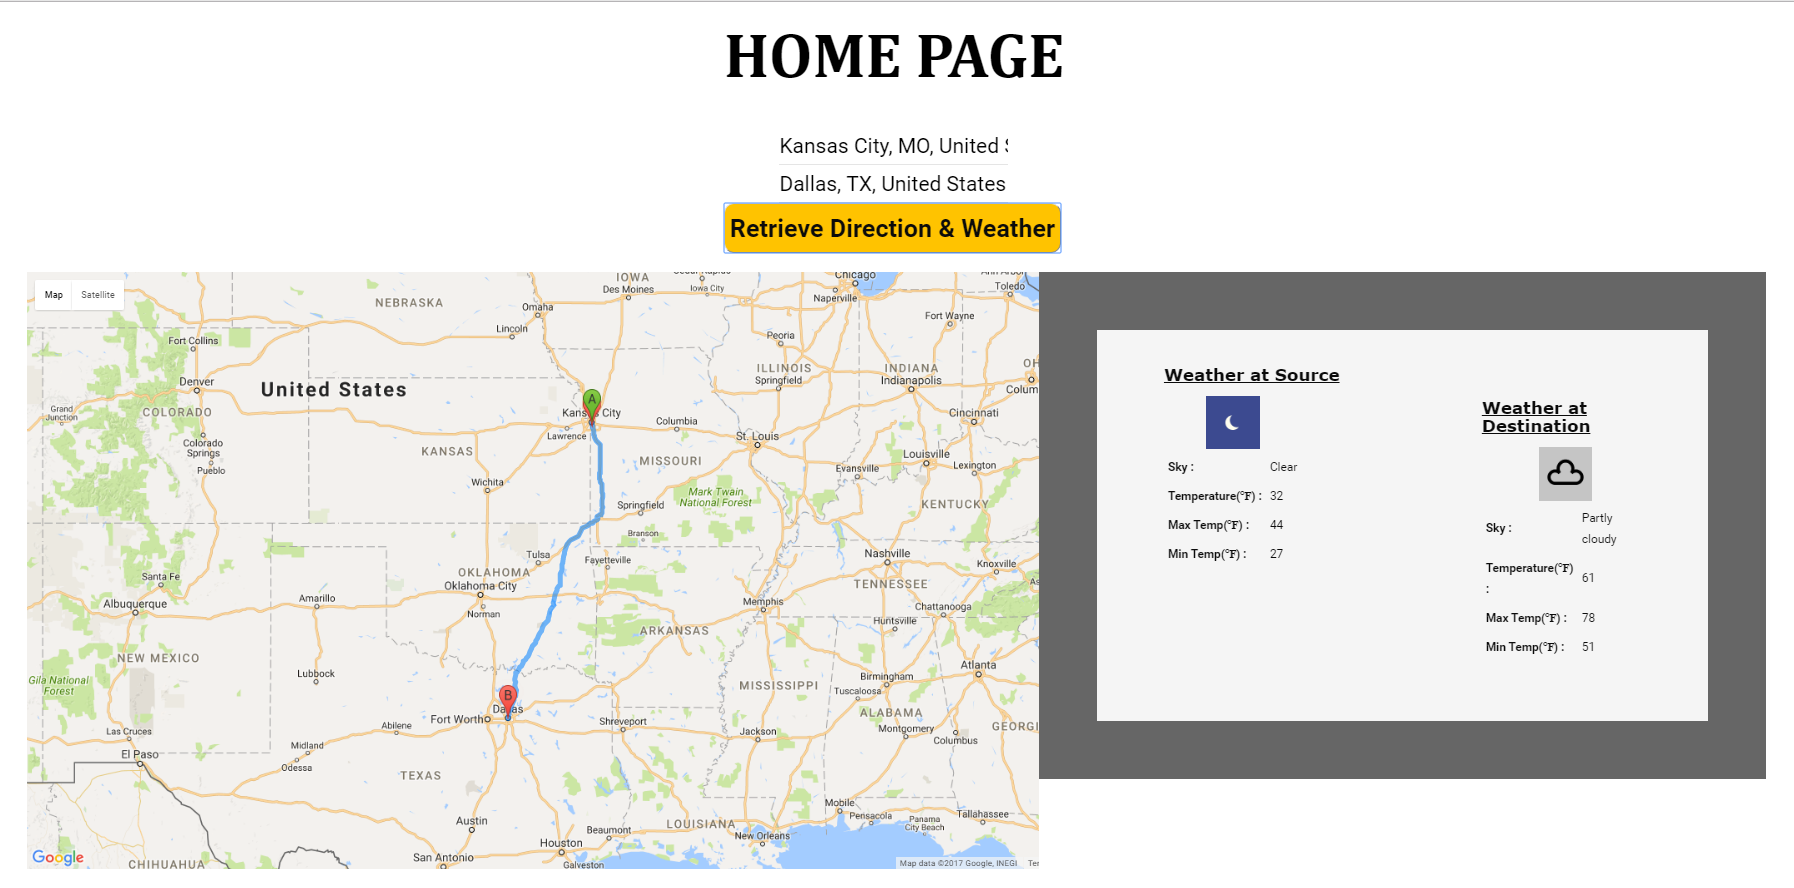 HOME PAGE
Kansas City, MO, United
Dallas, TX, United States
Retrieve Direction & Weather
Map
Satellite
IOWA
Des Moines
Iowa City
Chicago
Naperville
Toledo
NEBRASKA
Omaha
Lincoln
Fort Collins
Peoria
Fort Wayne
Denver
United States
ILLINOIS
Springfield
INDIANA
Indianapolis
OH
Colum
Grand
Junction
COLORADO
A
Kansas City
Columbia
Cincinnati
Colorado
Springs
Pueblo
KANSAS
Lawrence
St. Louis
MISSOURI
Evansville
Louisville
Lexington
Wichita
Mark Twain
National Forest
Springfield
KENTUCKY
Branson
Tulsa
Fayetteville
Nashville
Knoxville
Santa Fe
OKLAHOMA
Oklahoma City
TENNESSEE
Albuquerque
Amarillo
Norman
Memphis
Chattanooga
Huntsville
ARKANSAS
NEW MEXICO
Gila National
Forest
Lubbock
Atlanta
Birmingham
MISSISSIPPI
Tuscaloosa
B
Dallas
Fort Worth
Abilene
Shreveport
ALABAMA
Montgomery
GEORGI
Las Cruces
Jackson
Columbus
El Paso
Midland
Odessa
TEXAS
Mobile
Pensacola
Panama
City Beach
Tallahassee
Austin
Beaumont
LOUISIANA
New Orleans
Houston
San Antonio
Galveston
CHIHUAHUA
Google
Map data ©2017 Google, INEGI
Weather at Source
Sky : Clear
Temperature(°F) : 32
Max Temp(°F) : 44
Min Temp(°F) : 27
Weather at
Destination
Sky : Partly
cloudy
Temperature(°F)
: 61
Max Temp(°F) : 78
Min Temp(°F) : 51